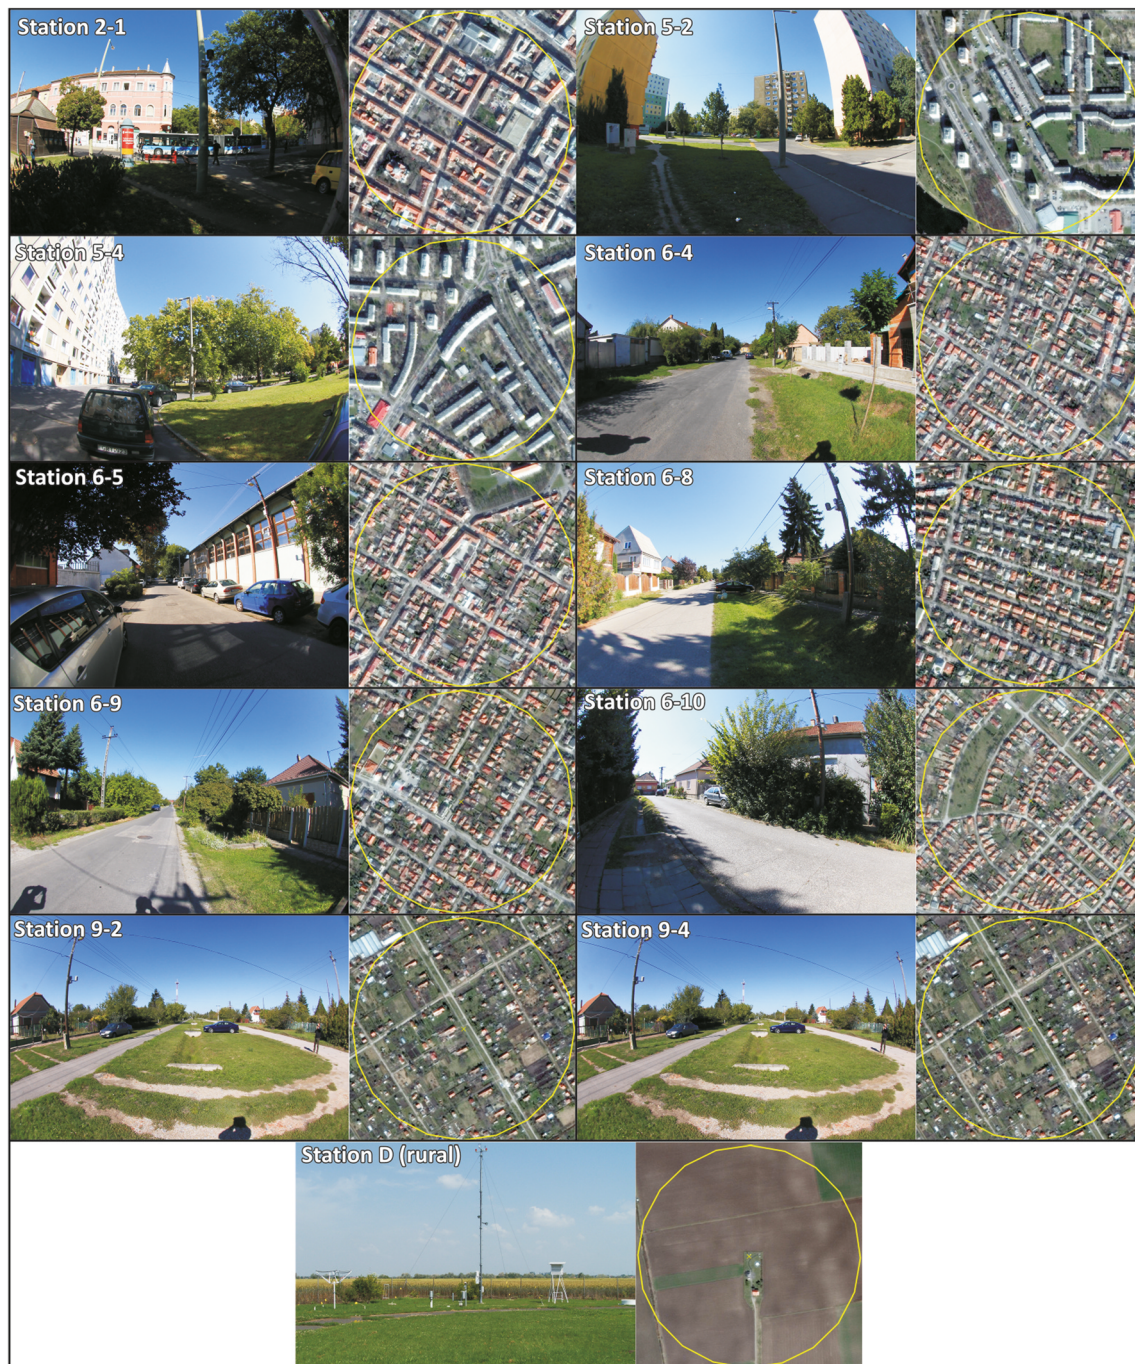 Station 2-1
Station 5-2
Station 5-4
Station 6-4
Station 6-5
Station 6-8
Station 6-9
Station 6-10
Station 9-2
Station 9-4
Station D (rural)